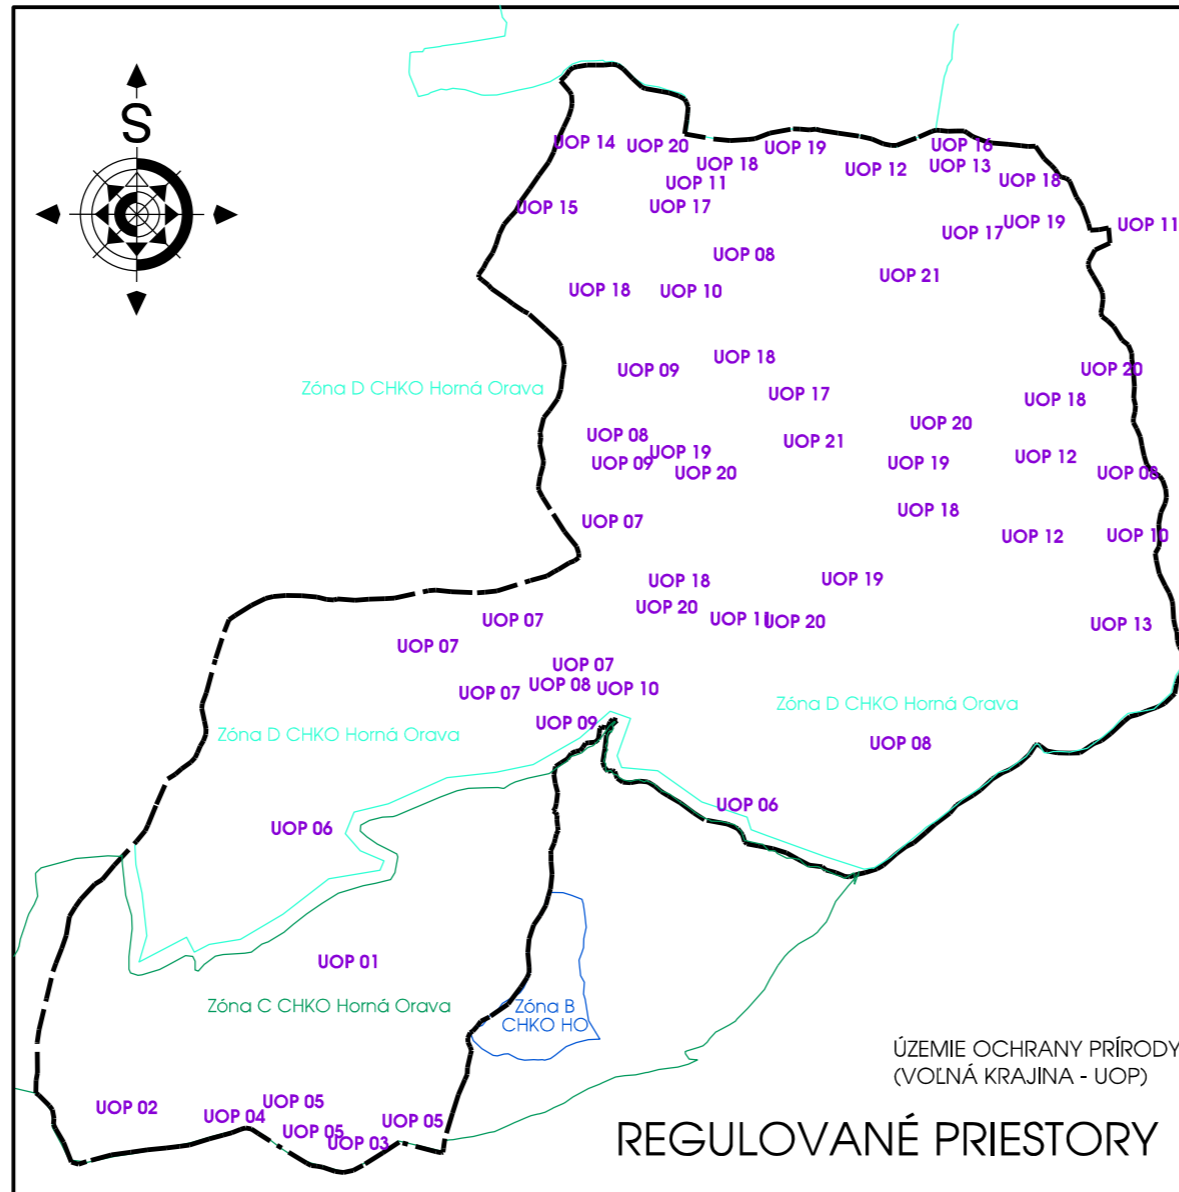 S
UOP 14
UOP 20
UOP 19
UOP 16
UOP 18
UOP 12
UOP 13
UOP 11
UOP 18
UOP 15
UOP 17
UOP 19
UOP 11
UOP 17
UOP 08
UOP 21
UOP 18
UOP 10
UOP 18
UOP 09
UOP 20
Zóna D CHKO Horná Orava
UOP 17
UOP 18
UOP 20
UOP 08
UOP 21
UOP 19
UOP 12
UOP 09
UOP 19
UOP 20
UOP 08
UOP 18
UOP 07
UOP 12
UOP 10
UOP 18
UOP 19
UOP 20
UOP 11
UOP 20
UOP 13
UOP 07
UOP 07
UOP 07
UOP 08
UOP 10
UOP 07
Zóna D CHKO Horná Orava
UOP 09
Zóna D CHKO Horná Orava
UOP 08
UOP 06
UOP 06
UOP 01
Zóna C CHKO Horná Orava
Zóna B
CHKO HO
ÚZEMIE OCHRANY PRÍRODY
(VOĽNÁ KRAJINA - UOP)
UOP 05
UOP 02
UOP 04
UOP 05
UOP 05
UOP 03
REGULOVANÉ PRIESTORY